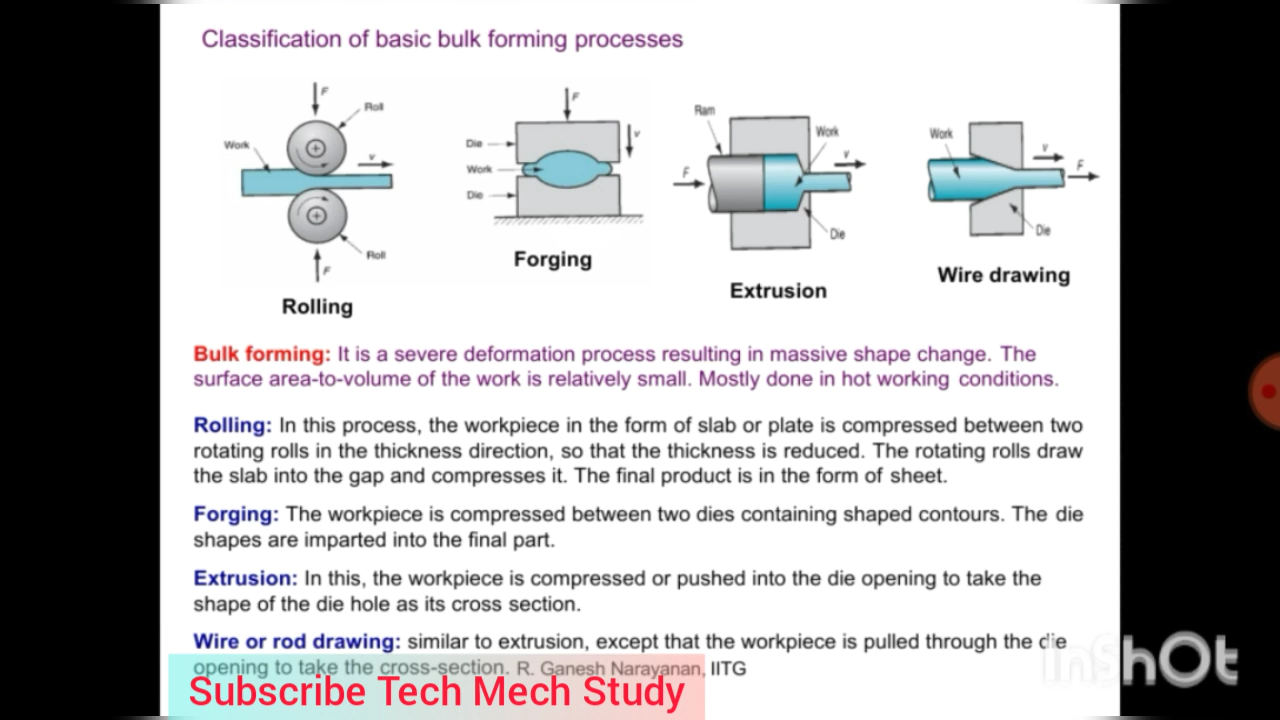 Classification of basic bulk forming processes
F
Roll
Work
v
Roll
F
Rolling
F
Die
v
Work
Die
Forging
Ram
Work
v
F
Die
Extrusion
Work
v
F
Die
Wire drawing
Bulk forming: It is a severe deformation process resulting in massive shape change. The
surface area-to-volume of the work is relatively small. Mostly done in hot working conditions.
Rolling: In this process, the workpiece in the form of slab or plate is compressed between two
rotating rolls in the thickness direction, so that the thickness is reduced. The rotating rolls draw
the slab into the gap and compresses it. The final product is in the form of sheet.
Forging: The workpiece is compressed between two dies containing shaped contours. The die
shapes are imparted into the final part.
Extrusion: In this, the workpiece is compressed or pushed into the die opening to take the
shape of the die hole as its cross section.
Wire or rod drawing: similar to extrusion, except that the workpiece is pulled through the die
opening to take the cross-section. R. Ganesh Narayanan, IITG
InShOt
Subscribe Tech Mech Study